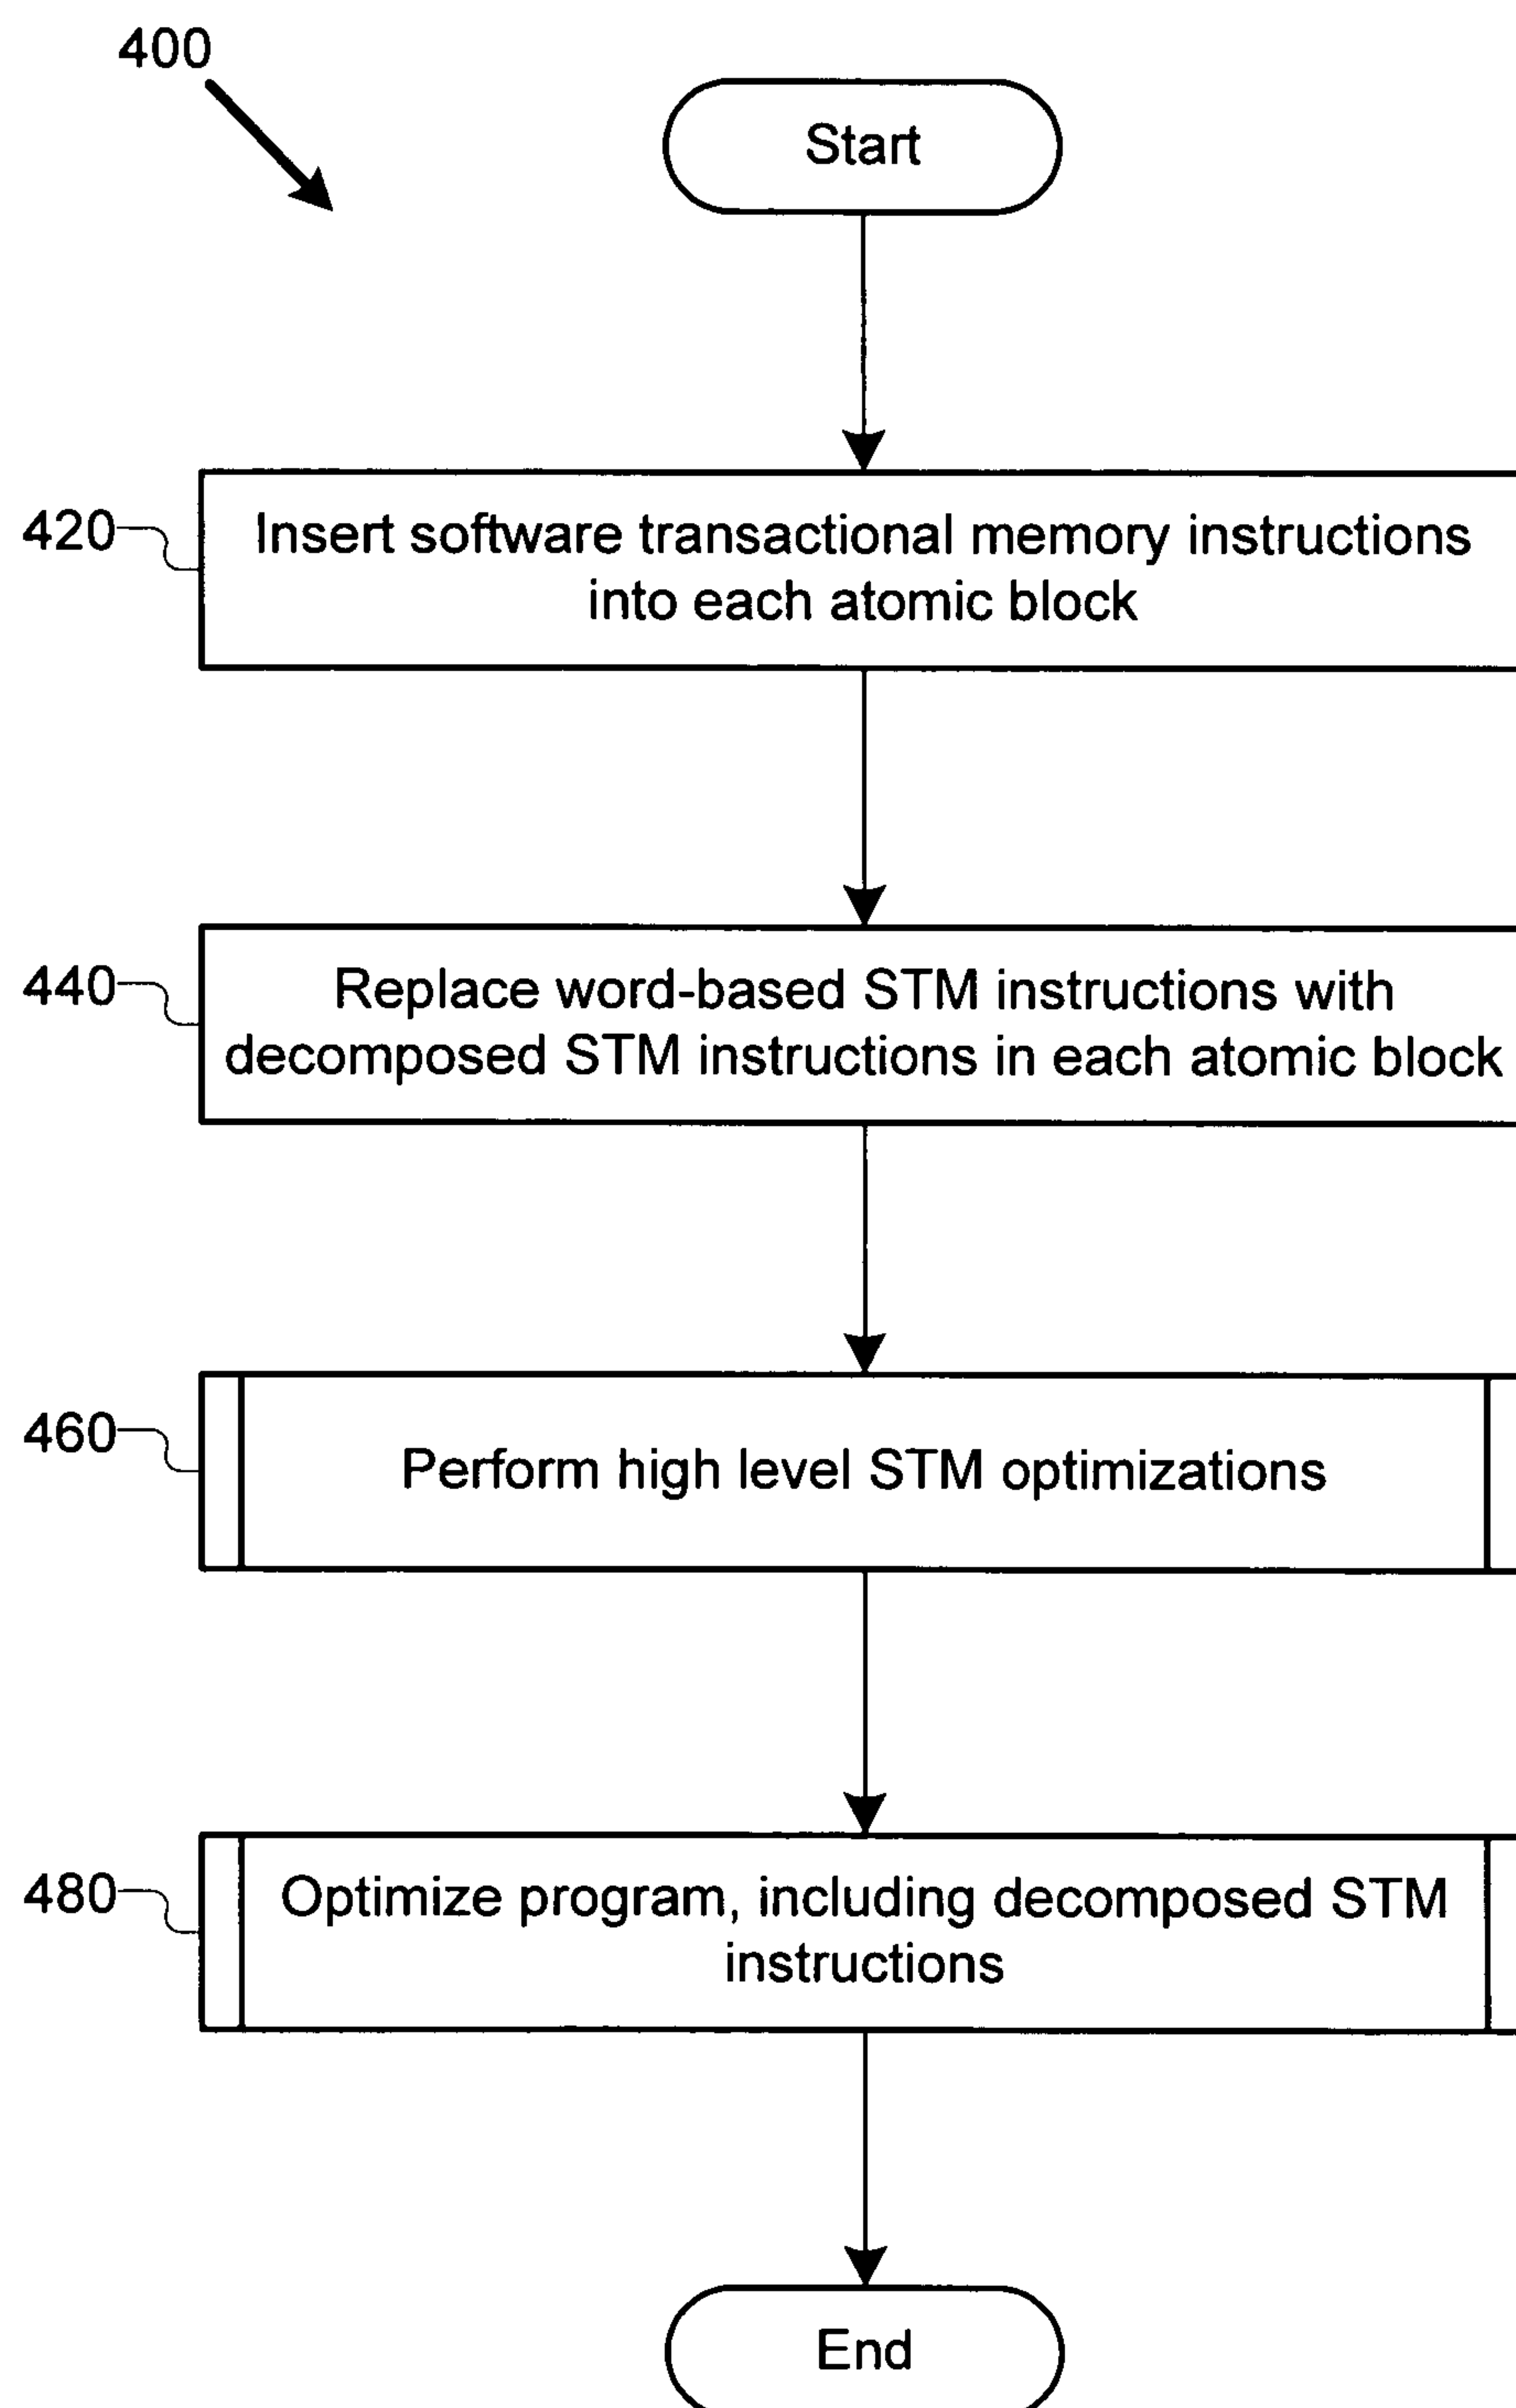 400
Start
420
Insert software transactional memory instructions
into each atomic block
440
Replace word-based STM instructions with
decomposed STM instructions in each atomic block
460
Perform high level STM optimizations
480
Optimize program, including decomposed STM
instructions
End